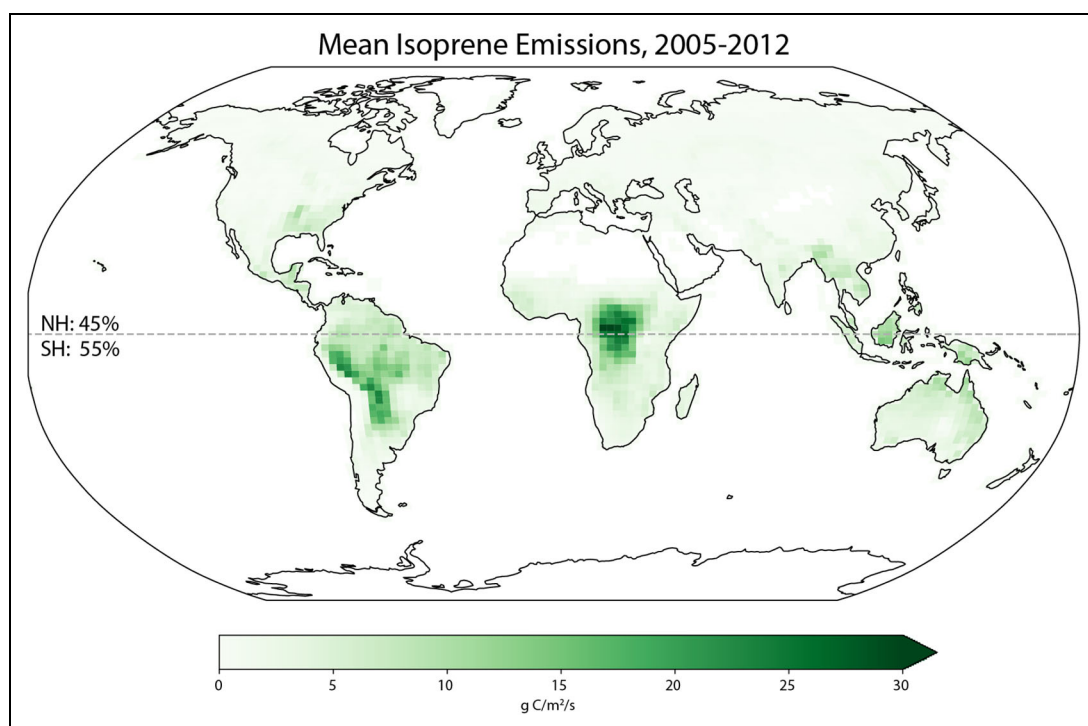 Mean Isoprene Emissions, 2005-2012
NH: 45%
SH: 55%
0 5 10 15 20 25 30
g C/m²/s